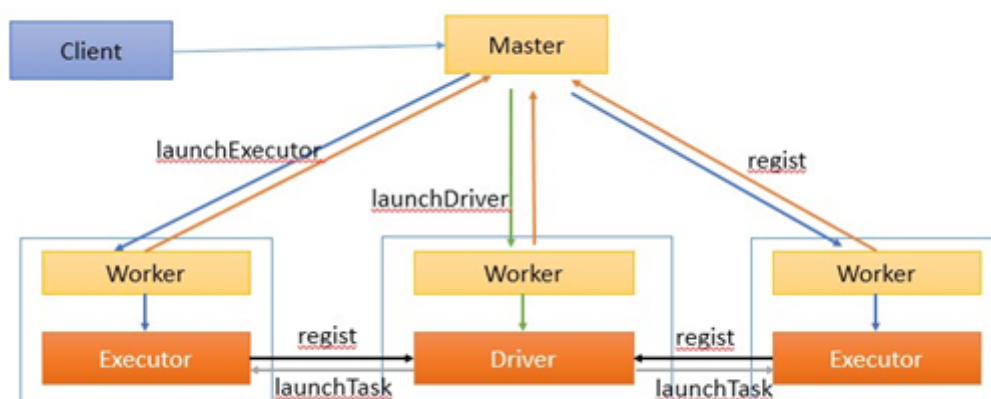 Client
Master
launchExecutor
regist
launchDriver
Worker
Worker
Worker
regist
regist
Executor
Driver
Executor
launchTask
launchTask